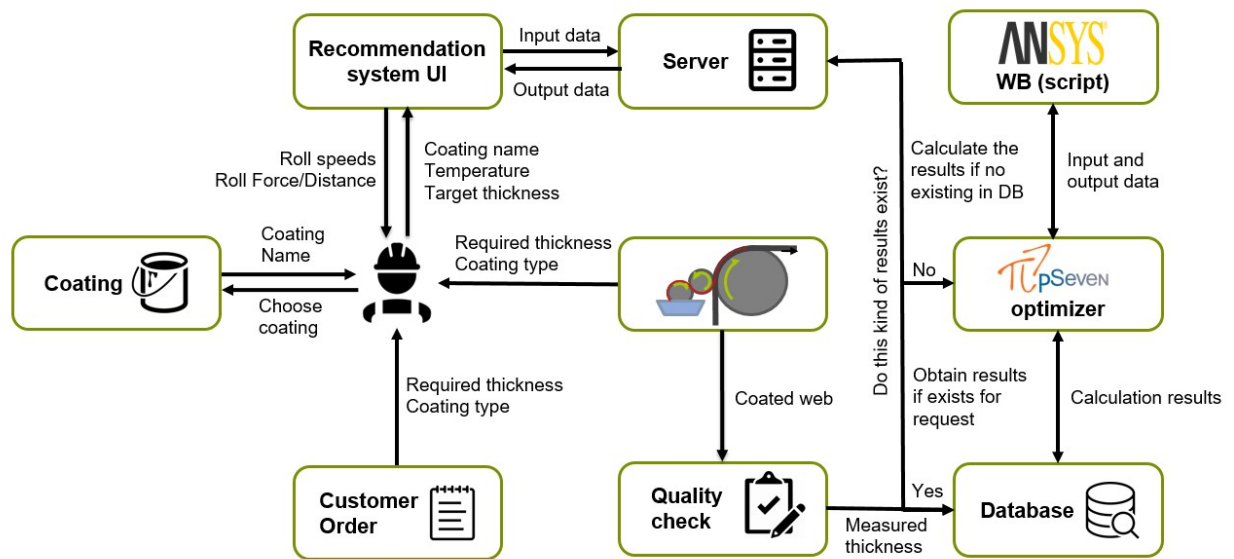 Recommendation
system UI
Input data
Output data
Server
ANSYS
WB (script)
Roll speeds
Roll Force/Distance
Coating name
Temperature
Target thickness
Calculate the
results if no
existing in DB
Input and
output data
Do this kind of results exist?
Coating
Coating
Name
Choose
coating
Required thickness
Coating type
No
pSeven
optimizer
Required thickness
Coating type
Coated web
Obtain results
if exists for
request
Calculation results
Customer
Order
Quality
check
Measured
thickness
Yes
Database